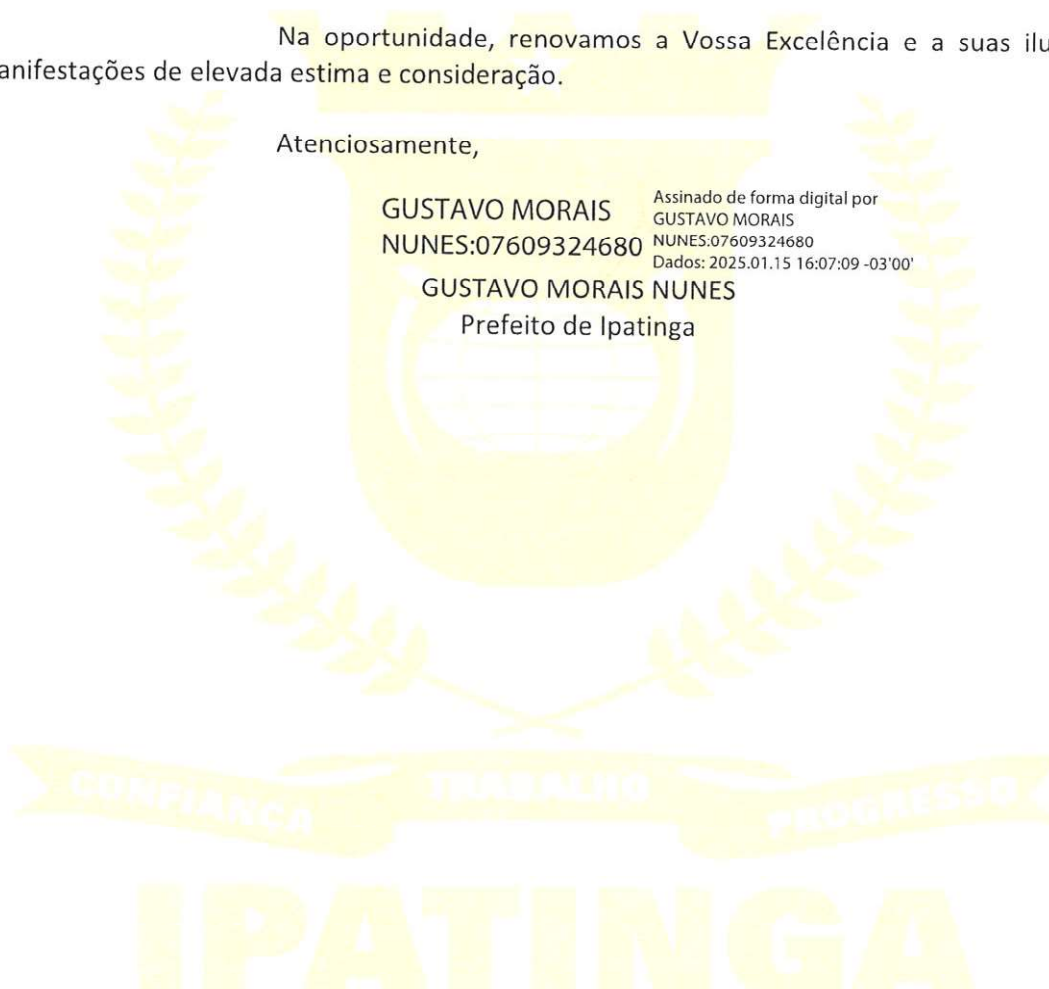 Na oportunidade, renovamos a Vossa Excelência e a suas ilu
anifestações de elevada estima e consideração.
Atenciosamente,
GUSTAVO MORAIS
NUNES:07609324680
Assinado de forma digital por
GUSTAVO MORAIS
NUNES:07609324680
Dados: 2025.01.15 16:07:09 -03'00'
GUSTAVO MORAIS NUNES
Prefeito de Ipatinga
CONFIANÇA TRABALHO PROGRESSO
IPATINGA